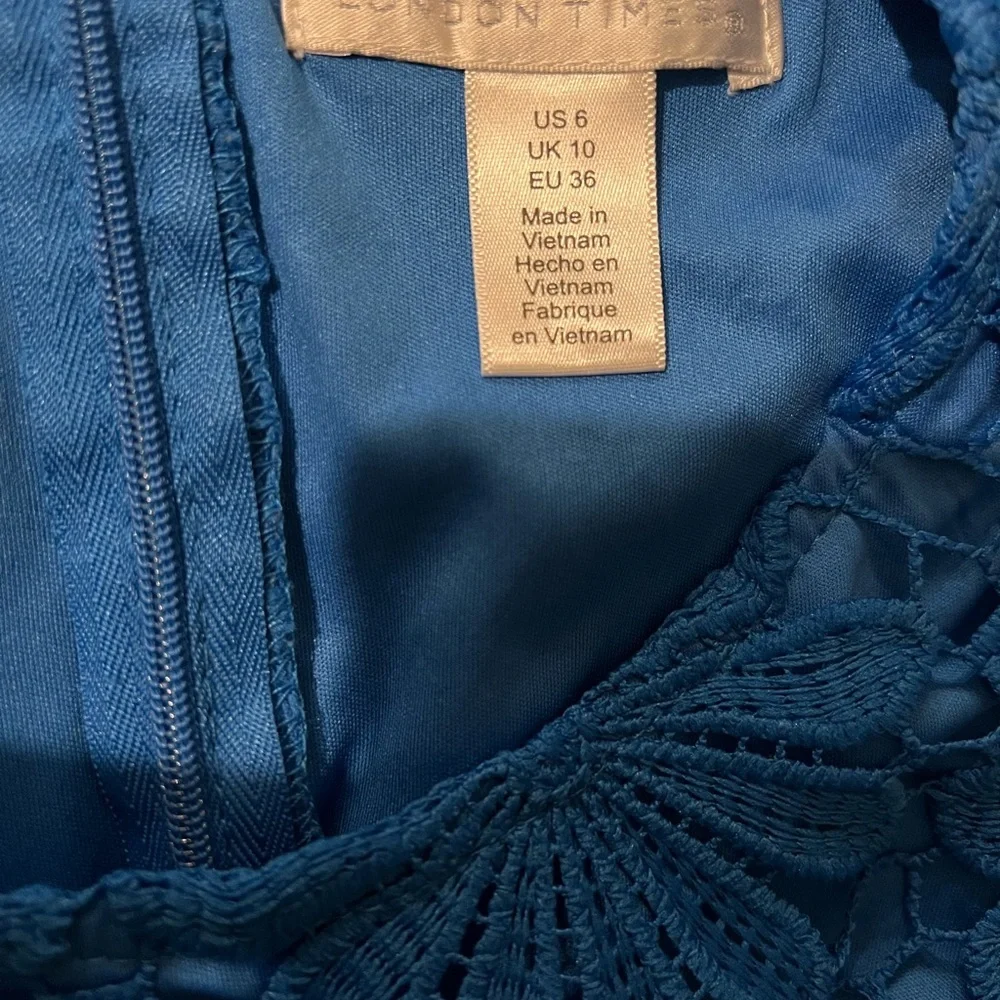 LONDON TIMES®
US 6
UK 10
EU 36
Made in
Vietnam
Hecho en
Vietnam
Fabrique
en Vietnam